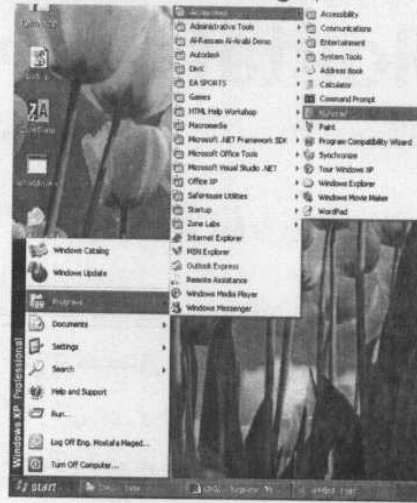 Accessories
Administrative Tools
Al-Rassam Al-Arabi Demo
Autodesk
DivX
EA SPORTS
Games
HTML Help Workshop
Macromedia
Microsoft .NET Framework SDK
Microsoft Office Tools
Microsoft Visual Studio .NET
Office XP
Safehouse Utilities
Startup
Zone Labs
Internet Explorer
MSN Explorer
Outlook Express
Remote Assistance
Windows Media Player
Windows Messenger
Accessibility
Communications
Entertainment
System Tools
Address Book
Calculator
Command Prompt
Notepad
Paint
Program Compatibility Wizard
Synchronize
Tour Windows XP
Windows Explorer
Windows Movie Maker
WordPad
Windows Catalog
Windows Update
Programs
Documents
Settings
Search
Help and Support
Run...
Log Off Eng. Mostafa Maged...
Turn Off Computer...
Windows XP Professional
start